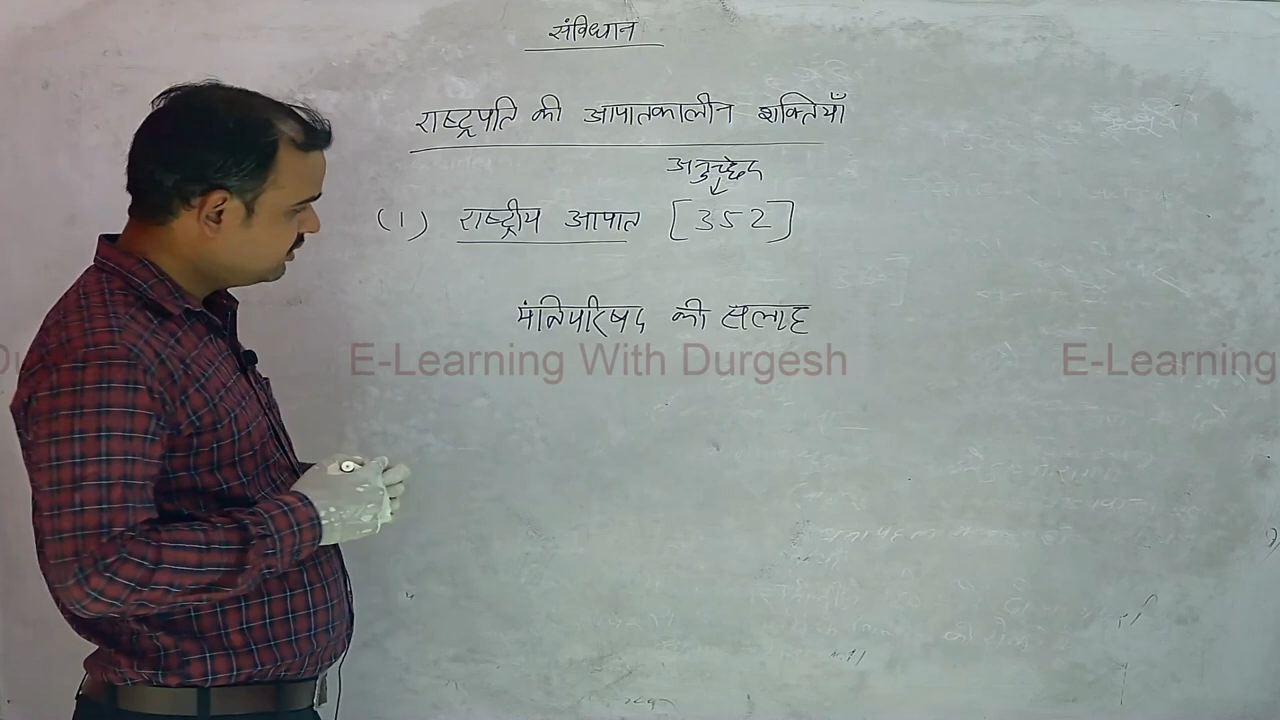 संविधान
राष्ट्रपति की आपातकालीन शक्तियाँ
अनुच्छेद
(1) राष्ट्रीय आपात [352]
मंत्रिपरिषद की सलाह
E-Learning With Durgesh
E-Learning